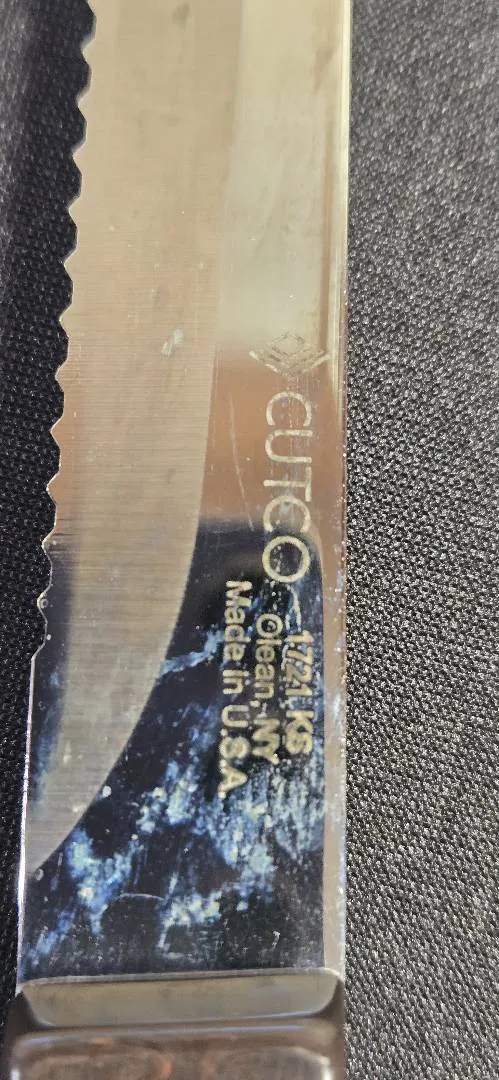 CUTCO
1721 KS
Olean, NY
Made in U.S.A.